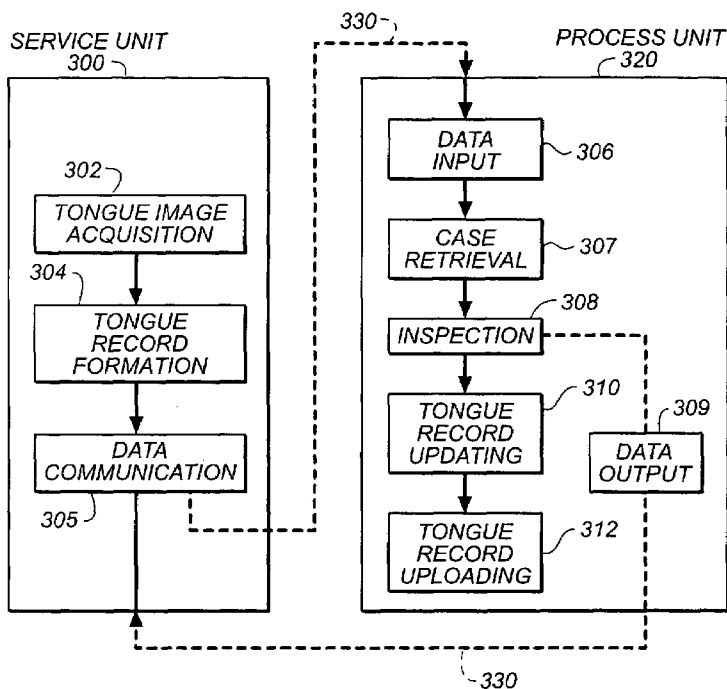 SERVICE UNIT
300
302
TONGUE IMAGE
ACQUISITION
304
TONGUE
RECORD
FORMATION
DATA
COMMUNICATION
305
330
PROCESS UNIT
320
DATA
INPUT
306
CASE
RETRIEVAL
307
308
INSPECTION
310
TONGUE
RECORD
UPDATING
309
DATA
OUTPUT
312
TONGUE
RECORD
UPLOADING
330